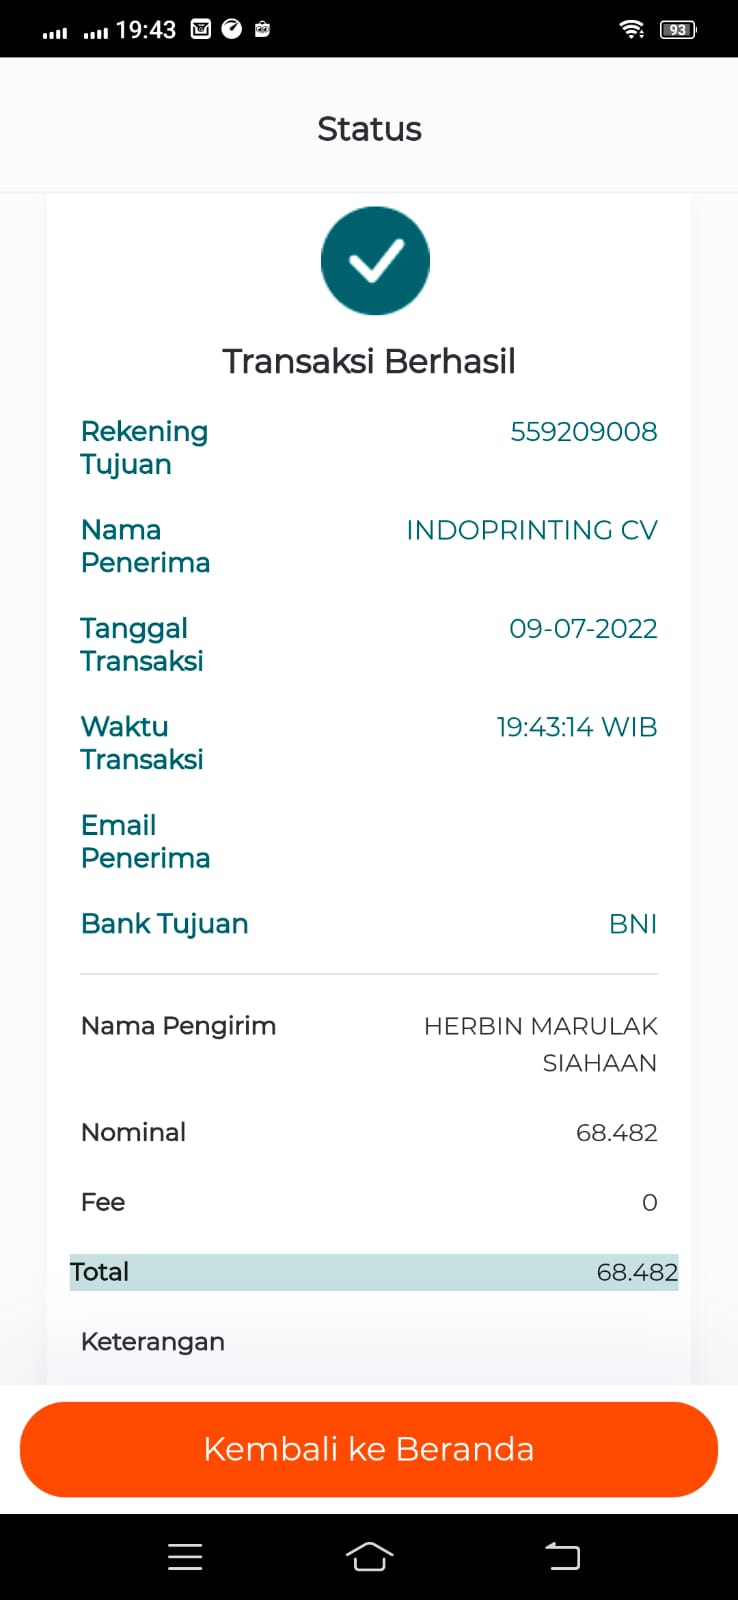 19:43
93
Status
Transaksi Berhasil
Rekening Tujuan 559209008
Nama Penerima INDOPRINTING CV
Tanggal Transaksi 09-07-2022
Waktu Transaksi 19:43:14 WIB
Email Penerima
Bank Tujuan BNI
Nama Pengirim HERBIN MARULAK SIAHAAN
Nominal 68.482
Fee 0
Total 68.482
Keterangan
Kembali ke Beranda